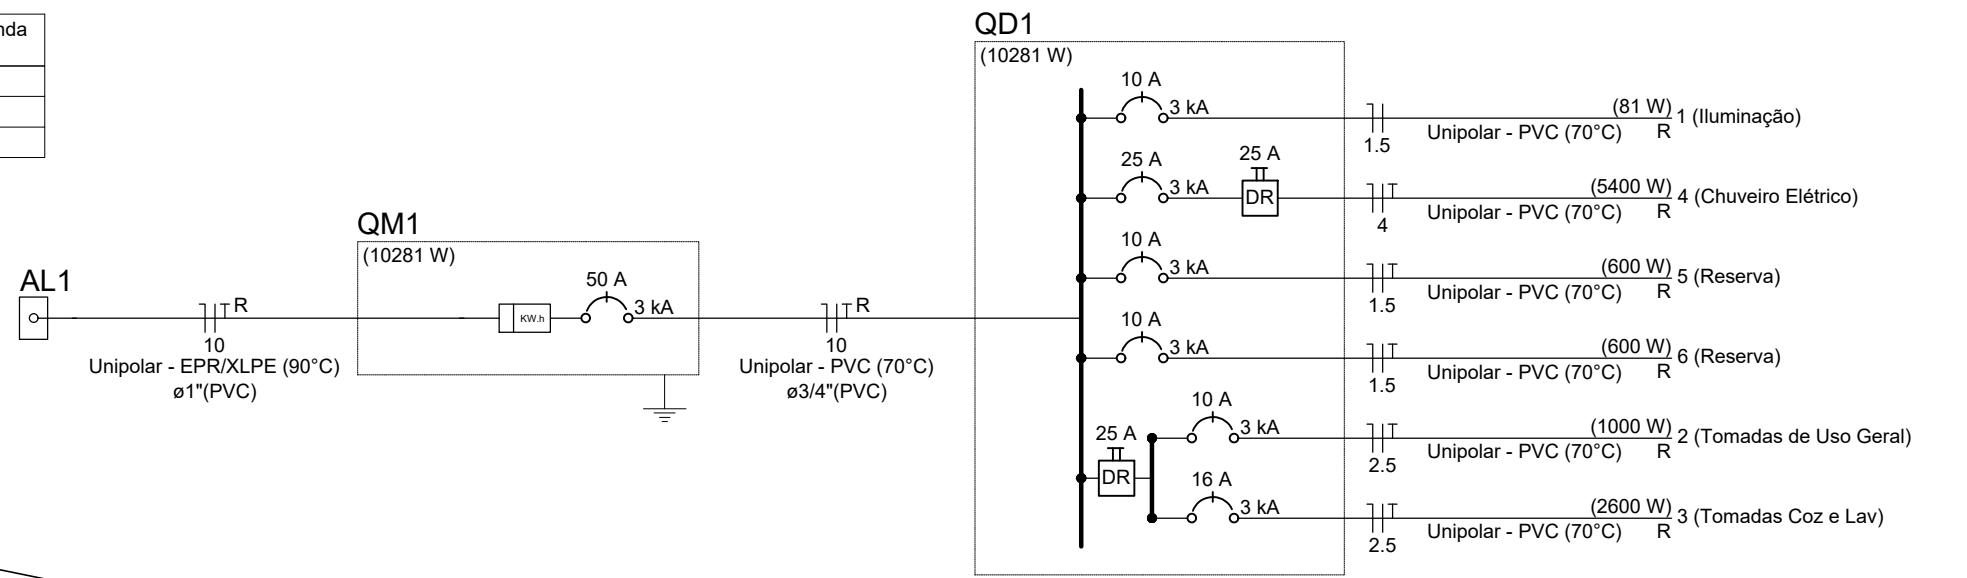 nda
AL1
R
10
Unipolar - EPR/XLPE (90°C)
ø1"(PVC)
QM1
(10281 W)
KW.h
50 A
3 kA
R
10
Unipolar - PVC (70°C)
ø3/4"(PVC)
QD1
(10281 W)
10 A
3 kA
1.5
(81 W)
Unipolar - PVC (70°C)
R
1 (Iluminação)
25 A
3 kA
25 A
DR
4
(5400 W)
Unipolar - PVC (70°C)
R
4 (Chuveiro Elétrico)
10 A
3 kA
1.5
(600 W)
Unipolar - PVC (70°C)
R
5 (Reserva)
10 A
3 kA
1.5
(600 W)
Unipolar - PVC (70°C)
R
6 (Reserva)
25 A
DR
10 A
3 kA
2.5
(1000 W)
Unipolar - PVC (70°C)
R
2 (Tomadas de Uso Geral)
16 A
3 kA
2.5
(2600 W)
Unipolar - PVC (70°C)
R
3 (Tomadas Coz e Lav)